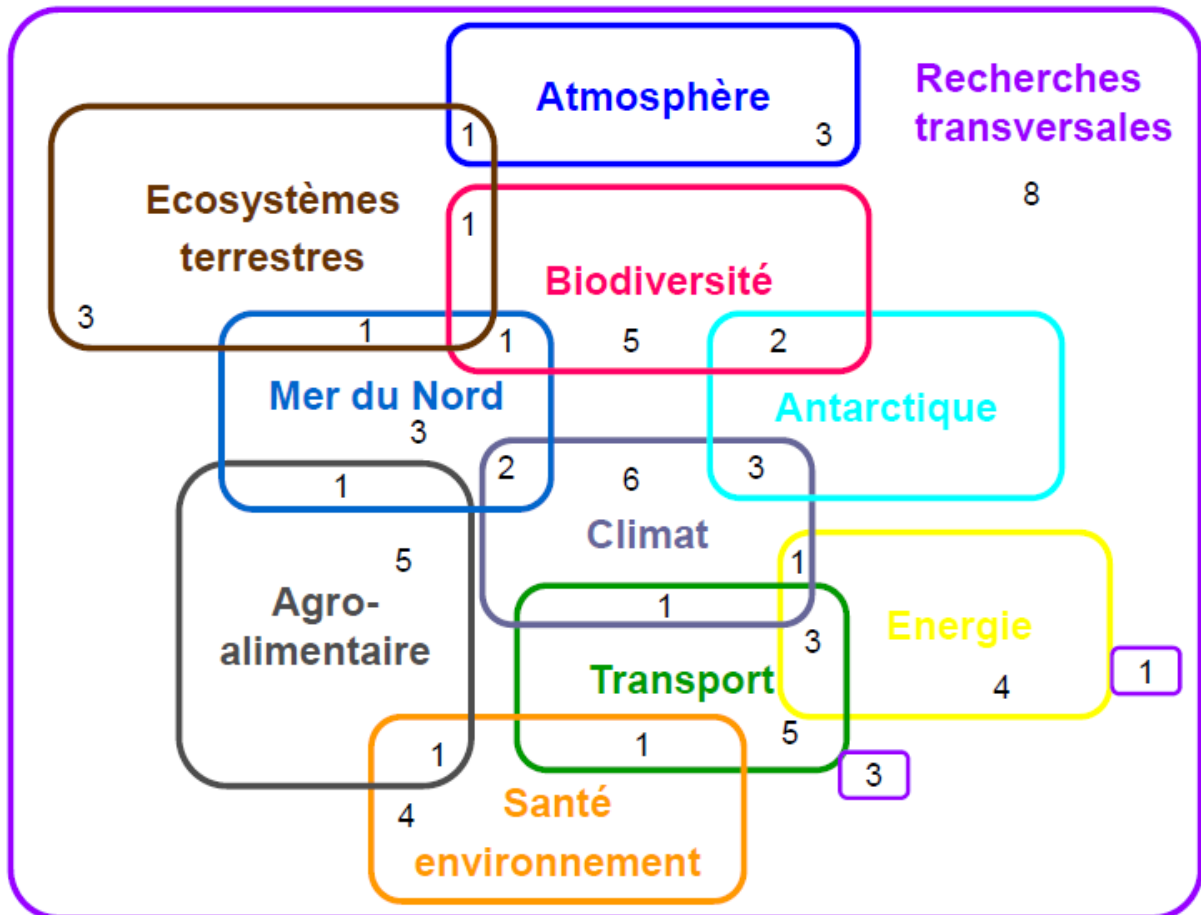 Atmosphère
Recherches
transversales
1
3
8
Ecosystèmes
terrestres
1
Biodiversité
3
1
1
5
2
Mer du Nord
Antarctique
3
2
6
3
1
Climat
5
1
Agro-
alimentaire
1
3
Energie
Transport
4
1
5
1
1
3
Santé
4
environnement